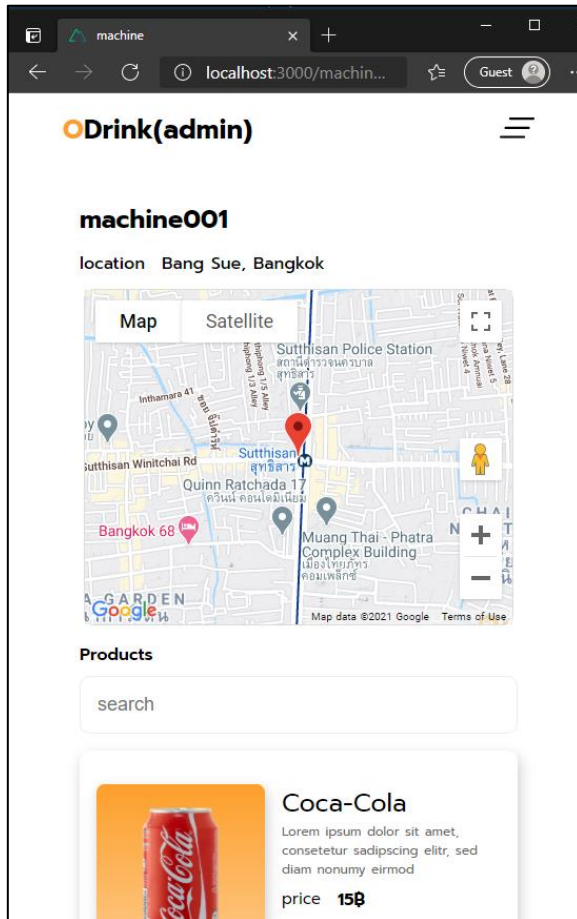 machine
localhost:3000/machin...
Guest
ODrink(admin)
machine001
location Bang Sue, Bangkok
Map Satellite
Sutthisan Police Station
สถานีตำรวจนครบาล
สุทธิสาร
Inthamara 41
Sutthisan Winitchai Rd
Sutthisan
สุทธิสาร
Quinn Ratchada 17
ควินน์ คอนโดมิเนียม
Bangkok 68
Muang Thai - Phatra
Complex Building
เมืองไทยภัทร
คอมเพล็กซ์
GARDEN
Google
Map data ©2021 Google Terms of Use
Products
search
Coca-Cola
Coca-Cola
Lorem ipsum dolor sit amet,
consetetur sadipscing elitr, sed
diam nonumy eirmod
price 15฿